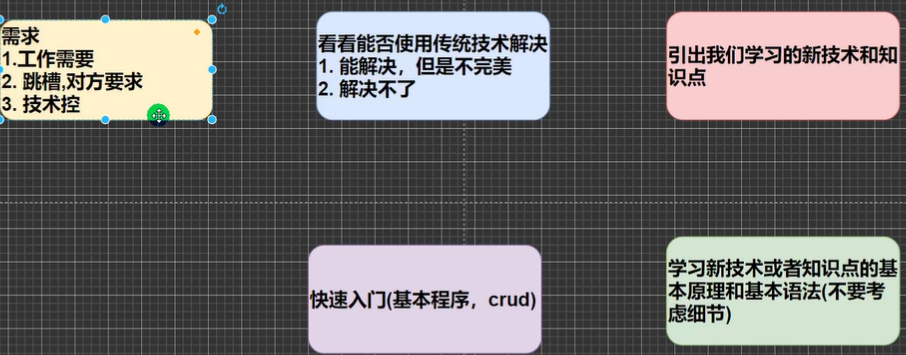 需求
1.工作需要
2. 跳槽,对方要求
3. 技术控
看看能否使用传统技术解决
1. 能解决，但是不完美
2. 解决不了
引出我们学习的新技术和知
识点
快速入门(基本程序，crud)
学习新技术或者知识点的基
本原理和基本语法(不要考
虑细节)